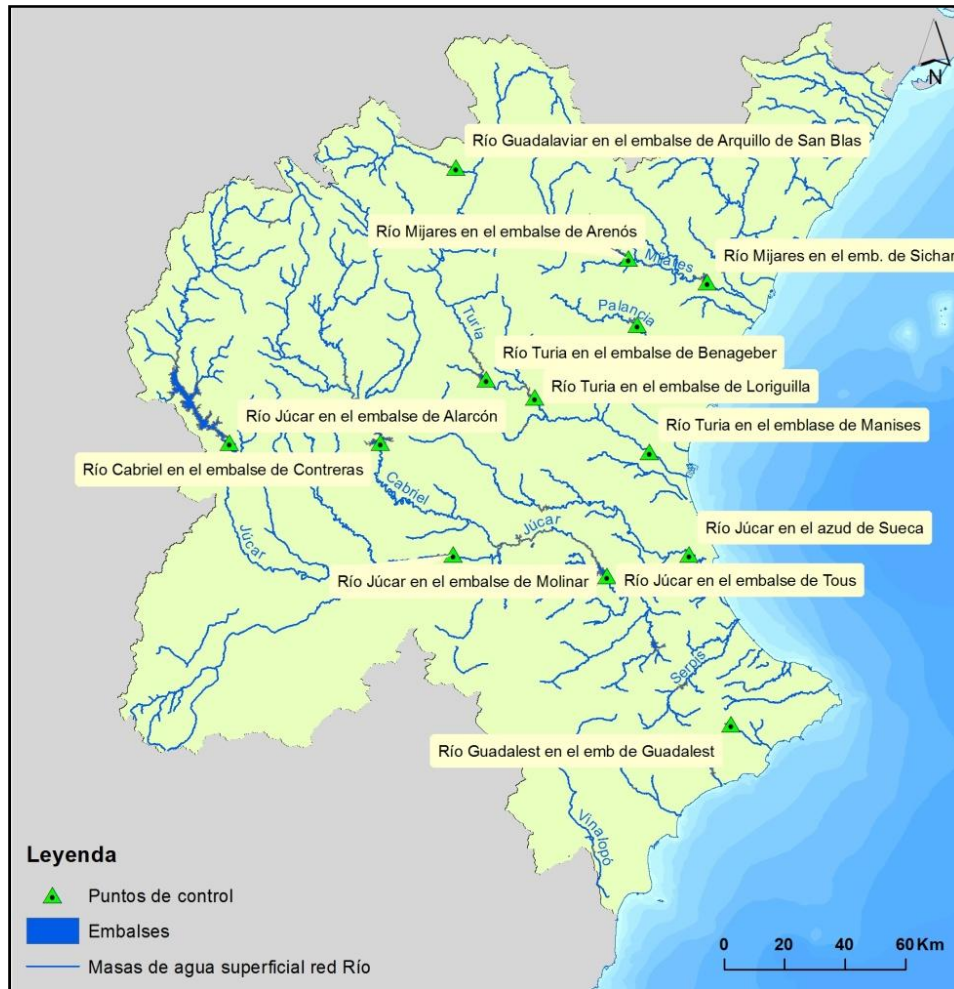 N
Río Guadalaviar en el embalse de Arquillo de San Blas
Río Mijares en el embalse de Arenós
Mijares
Río Mijares en el emb. de Sichar
Palancia
Turia
Río Turia en el embalse de Benageber
Río Turia en el embalse de Loriguilla
Río Júcar en el embalse de Alarcón
Río Turia en el emblase de Manises
Río Cabriel en el embalse de Contreras
Cabriel
Júcar
Júcar
Río Júcar en el azud de Sueca
Río Júcar en el embalse de Molinar
Río Júcar en el embalse de Tous
Serpis
Río Guadalest en el emb de Guadalest
Vinalopó
Leyenda
Puntos de control
Embalses
Masas de agua superficial red Río
0 20 40 60 Km